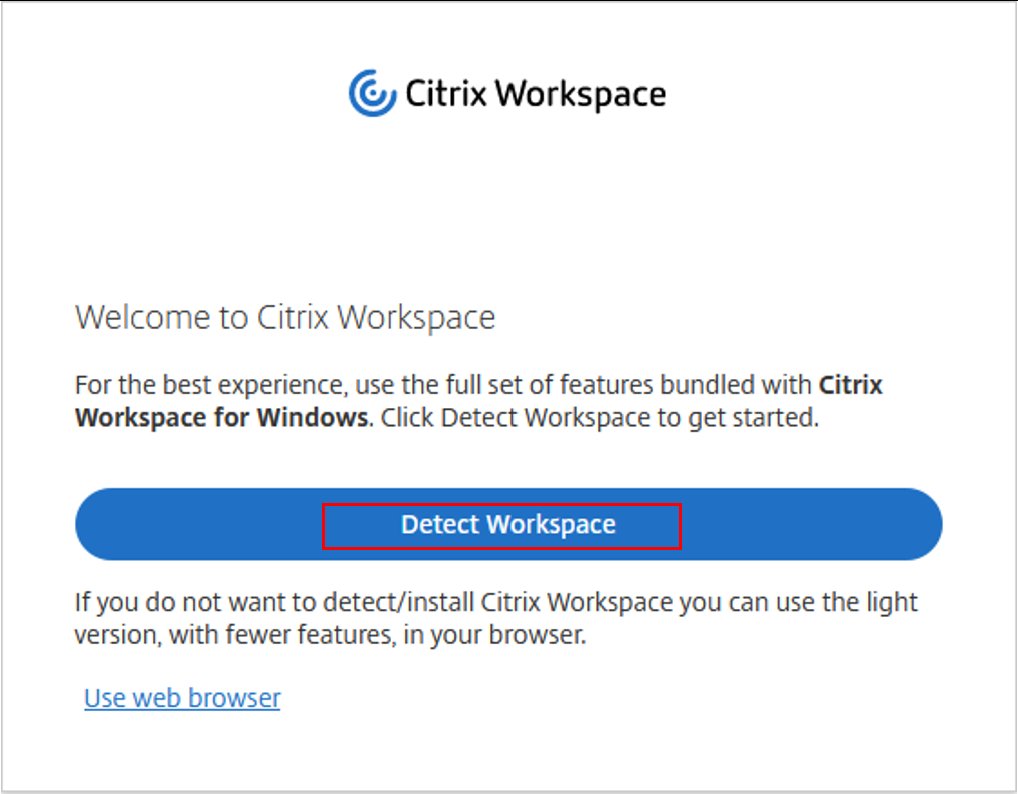 Citrix Workspace
Welcome to Citrix Workspace
For the best experience, use the full set of features bundled with Citrix
Workspace for Windows. Click Detect Workspace to get started.
Detect Workspace
If you do not want to detect/install Citrix Workspace you can use the light
version, with fewer features, in your browser.
Use web browser